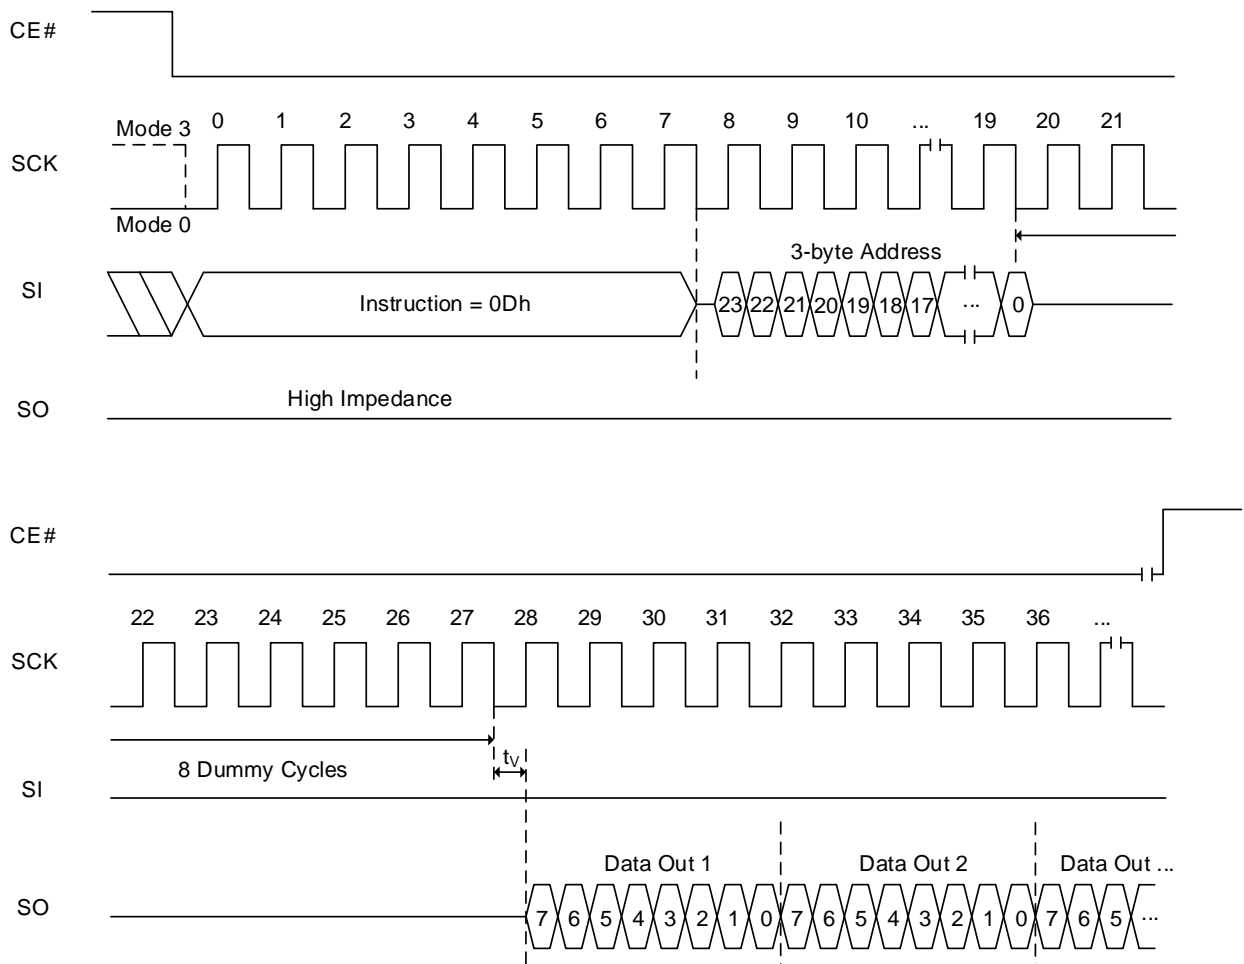 CE#
Mode 3 0 1 2 3 4 5 6 7 8 9 10 ... 19 20 21
SCK
Mode 0
3-byte Address
SI Instruction = 0Dh 23 22 21 20 19 18 17 ... 0
High Impedance
SO
CE#
22 23 24 25 26 27 28 29 30 31 32 33 34 35 36 ...
SCK
8 Dummy Cycles tV
SI
Data Out 1 Data Out 2 Data Out ...
SO 7 6 5 4 3 2 1 0 7 6 5 4 3 2 1 0 7 6 5 ...